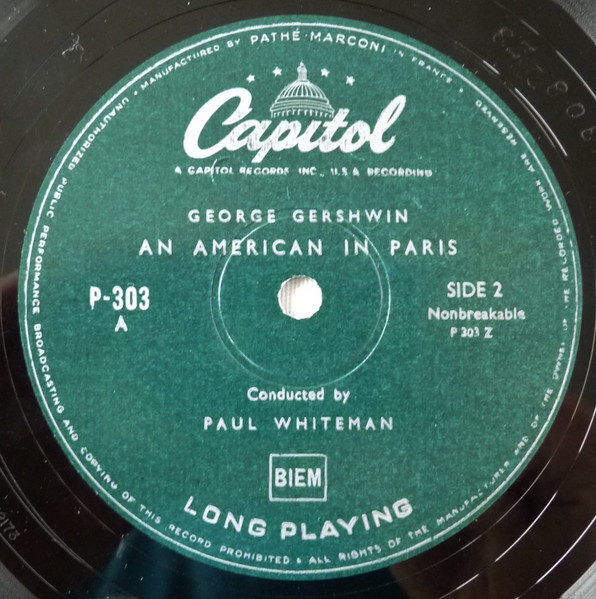 MANUFACTURED BY PATHÉ-MARCONI IN FRANCE
Capitol
A CAPITOL RECORDS INC., U.S.A RECORDING
GEORGE GERSHWIN
AN AMERICAN IN PARIS
P-303
A
SIDE 2
Nonbreakable
P 303 Z
Conducted by
PAUL WHITEMAN
BIEM
LONG PLAYING
UNAUTHORIZED PUBLIC PERFORMANCE BROADCASTING AND COPYING OF THIS RECORD PROHIBITED & ALL RIGHTS OF THE MANUFACTURER AND OF THE OWNER OF THE RECORDED WORK ARE RESERVED